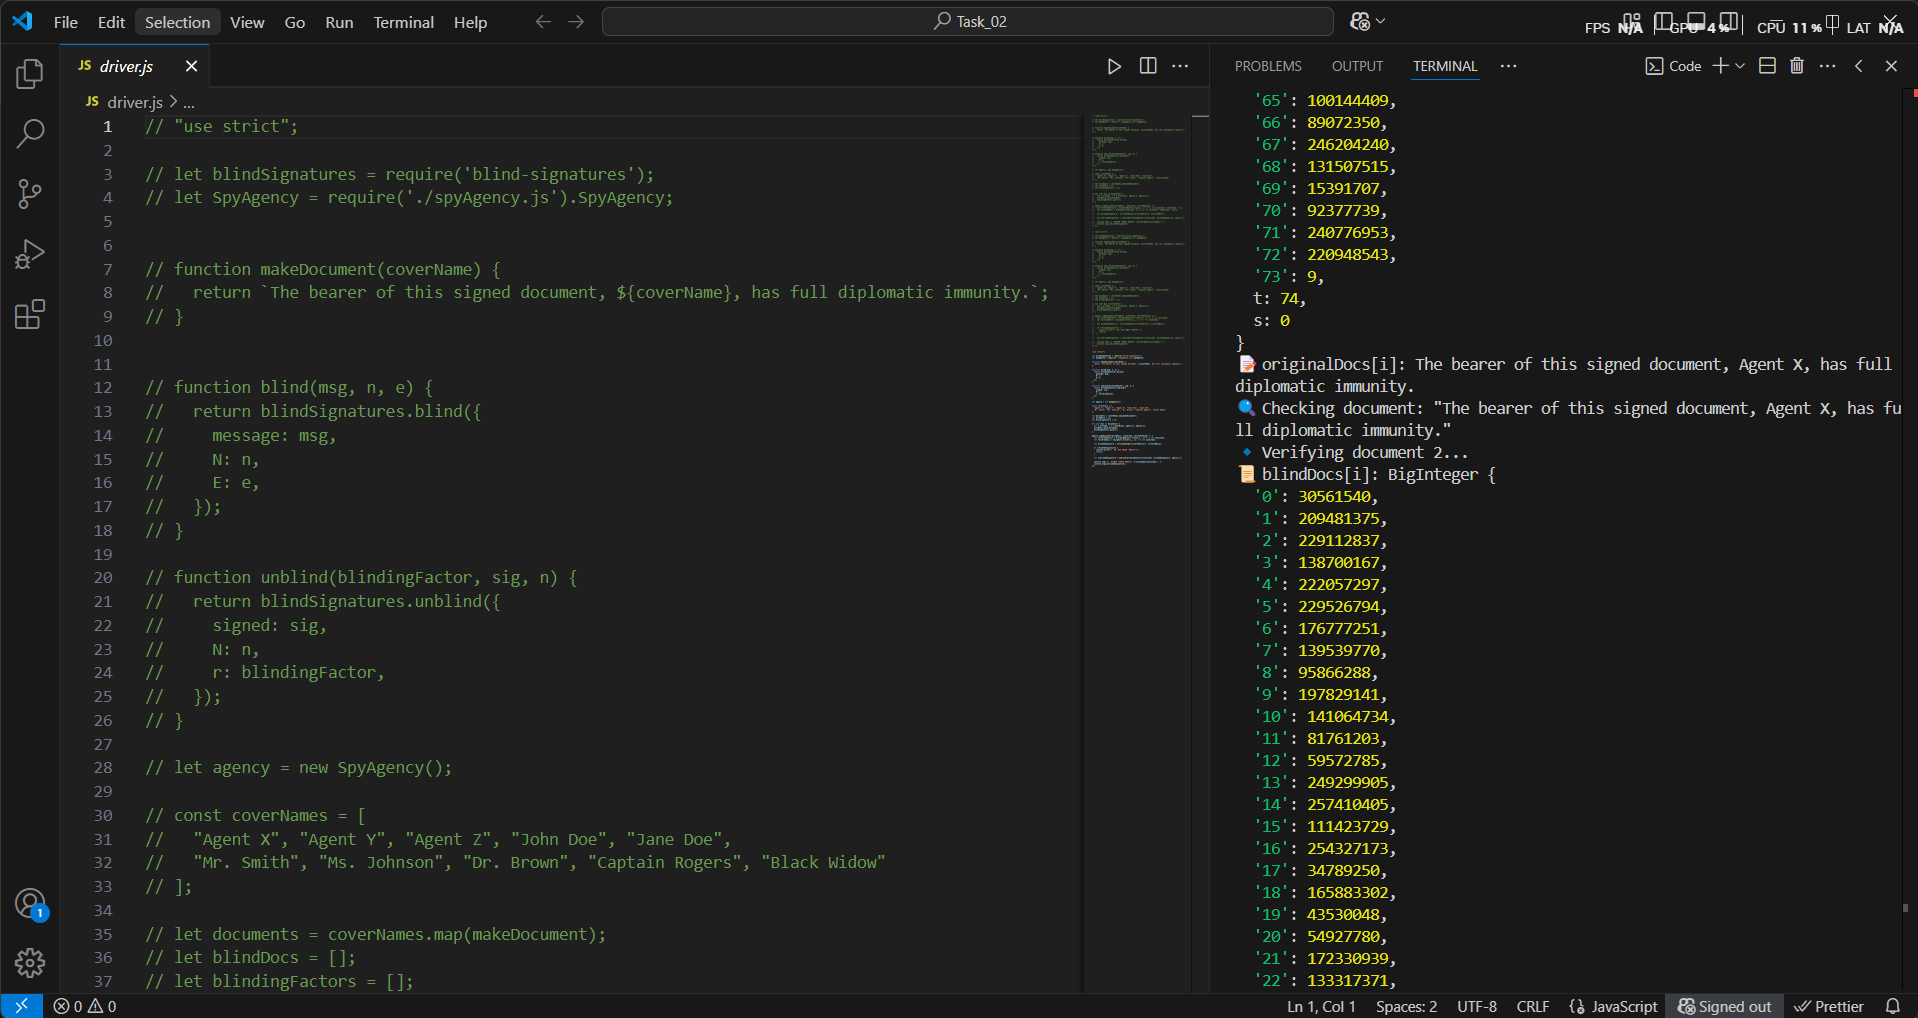 File Edit Selection View Go Run Terminal Help
Task_02
FPS N/A GPU 4% CPU 11% LAT N/A
JS driver.js
PROBLEMS OUTPUT TERMINAL
Code
JS driver.js > ...
1 // "use strict";
2
3 // let blindSignatures = require('blind-signatures');
4 // let SpyAgency = require('./spyAgency.js').SpyAgency;
5
6
7 // function makeDocument(coverName) {
8 //   return `The bearer of this signed document, ${coverName}, has full diplomatic immunity.`;
9 // }
10
11
12 // function blind(msg, n, e) {
13 //   return blindSignatures.blind({
14 //     message: msg,
15 //     N: n,
16 //     E: e,
17 //   });
18 // }
19
20 // function unblind(blindingFactor, sig, n) {
21 //   return blindSignatures.unblind({
22 //     signed: sig,
23 //     N: n,
24 //     r: blindingFactor,
25 //   });
26 // }
27
28 // let agency = new SpyAgency();
29
30 // const coverNames = [
31 //   "Agent X", "Agent Y", "Agent Z", "John Doe", "Jane Doe",
32 //   "Mr. Smith", "Ms. Johnson", "Dr. Brown", "Captain Rogers", "Black Widow"
33 // ];
34
35 // let documents = coverNames.map(makeDocument);
36 // let blindDocs = [];
37 // let blindingFactors = [];
'65': 100144409,
'66': 89072350,
'67': 246204240,
'68': 131507515,
'69': 15391707,
'70': 92377739,
'71': 240776953,
'72': 220948543,
'73': 9,
t: 74,
s: 0
}
📝 originalDocs[i]: The bearer of this signed document, Agent X, has full
diplomatic immunity.
🔍 Checking document: "The bearer of this signed document, Agent X, has fu
ll diplomatic immunity."
🔹 Verifying document 2...
📜 blindDocs[i]: BigInteger {
'0': 30561540,
'1': 209481375,
'2': 229112837,
'3': 138700167,
'4': 222057297,
'5': 229526794,
'6': 176777251,
'7': 139539770,
'8': 95866288,
'9': 197829141,
'10': 141064734,
'11': 81761203,
'12': 59572785,
'13': 249299905,
'14': 257410405,
'15': 111423729,
'16': 254327173,
'17': 34789250,
'18': 165883302,
'19': 43530048,
'20': 54927780,
'21': 172330939,
'22': 133317371,
1
0 0
Ln 1, Col 1 Spaces: 2 UTF-8 CRLF {} JavaScript Signed out Prettier